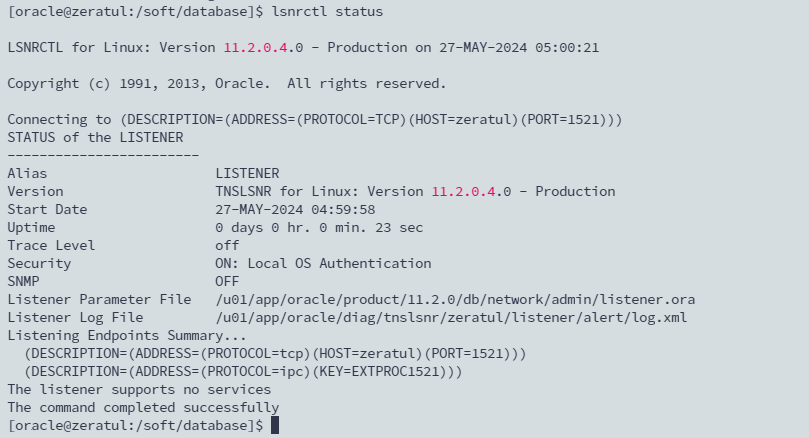 [oracle@zeratul:/soft/database]$ lsnrctl status
LSNRCTL for Linux: Version 11.2.0.4.0 - Production on 27-MAY-2024 05:00:21
Copyright (c) 1991, 2013, Oracle.  All rights reserved.
Connecting to (DESCRIPTION=(ADDRESS=(PROTOCOL=TCP)(HOST=zeratul)(PORT=1521)))
STATUS of the LISTENER
------------------------
Alias                     LISTENER
Version                   TNSLSNR for Linux: Version 11.2.0.4.0 - Production
Start Date                27-MAY-2024 04:59:58
Uptime                    0 days 0 hr. 0 min. 23 sec
Trace Level               off
Security                  ON: Local OS Authentication
SNMP                      OFF
Listener Parameter File   /u01/app/oracle/product/11.2.0/db/network/admin/listener.ora
Listener Log File         /u01/app/oracle/diag/tnslsnr/zeratul/listener/alert/log.xml
Listening Endpoints Summary...
  (DESCRIPTION=(ADDRESS=(PROTOCOL=tcp)(HOST=zeratul)(PORT=1521)))
  (DESCRIPTION=(ADDRESS=(PROTOCOL=ipc)(KEY=EXTPROC1521)))
The listener supports no services
The command completed successfully
[oracle@zeratul:/soft/database]$